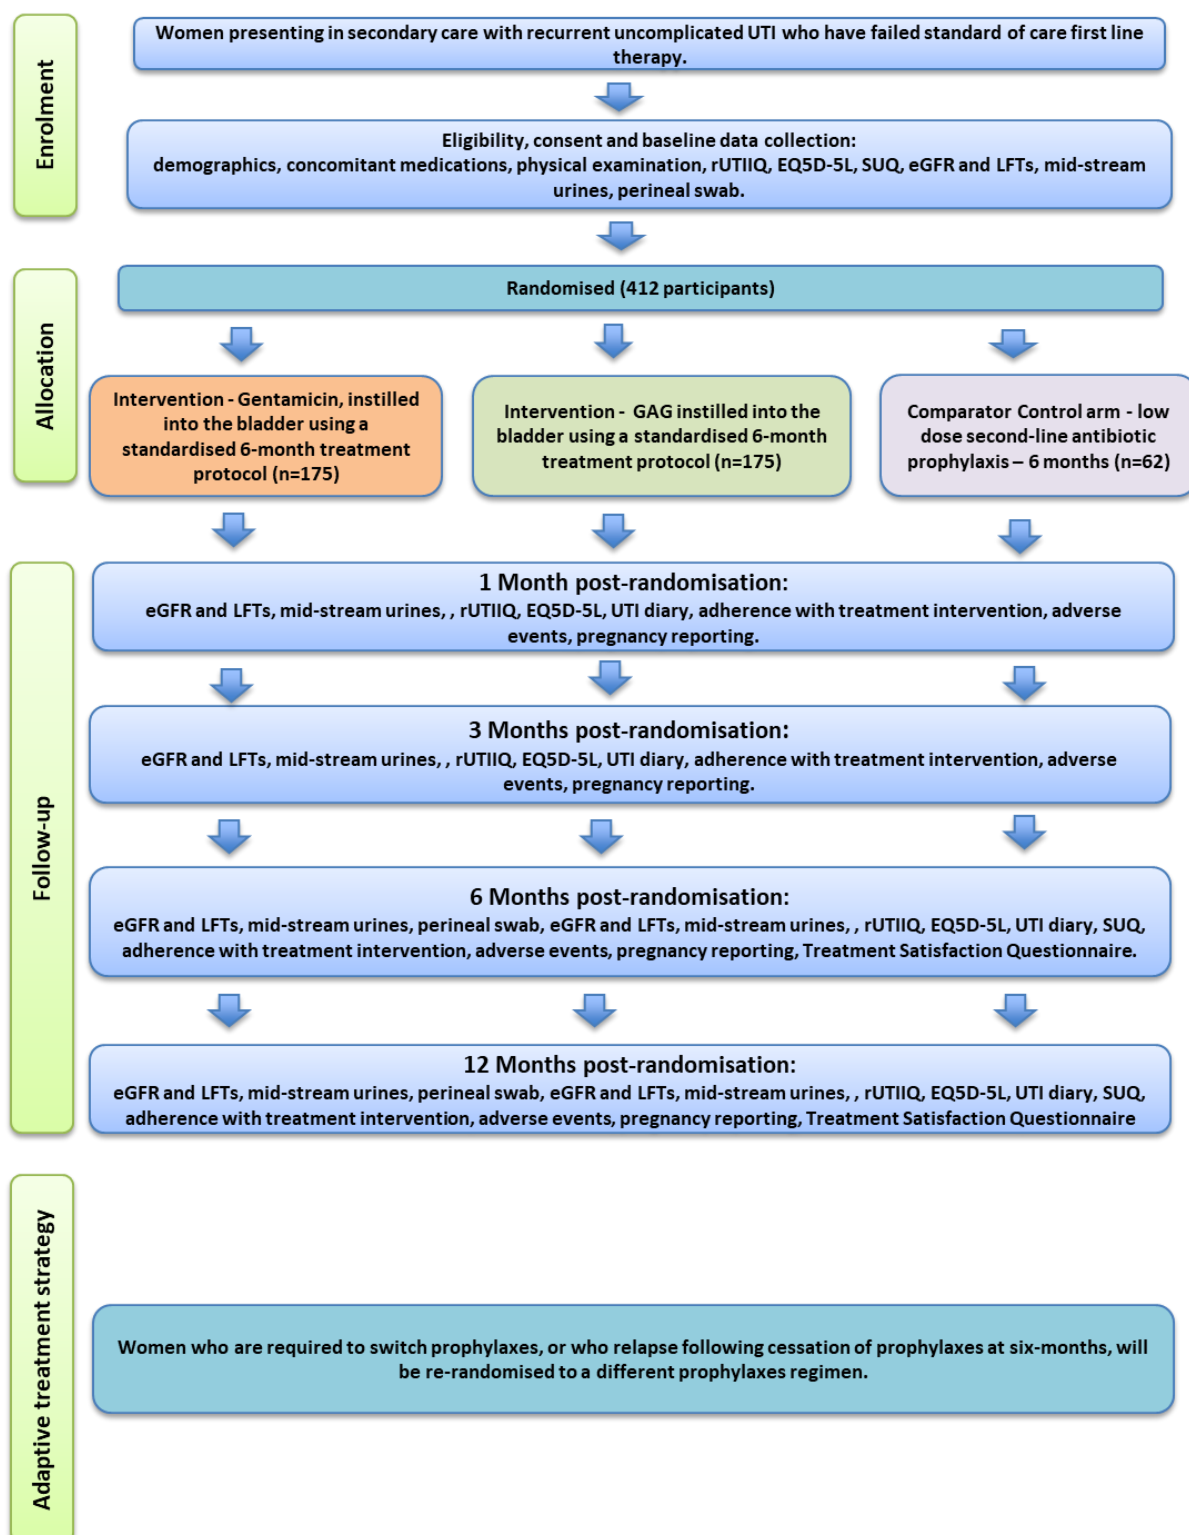 Enrolment
Women presenting in secondary care with recurrent uncomplicated UTI who have failed standard of care first line
therapy.
Eligibility, consent and baseline data collection:
demographics, concomitant medications, physical examination, rUTIIQ, EQ5D-5L, SUQ, eGFR and LFTs, mid-stream
urines, perineal swab.
Allocation
Randomised (412 participants)
Intervention - Gentamicin, instilled
into the bladder using a
standardised 6-month treatment
protocol (n=175)
Intervention - GAG instilled into the
bladder using a standardised 6-month
treatment protocol (n=175)
Comparator Control arm - low
dose second-line antibiotic
prophylaxis – 6 months (n=62)
Follow-up
1 Month post-randomisation:
eGFR and LFTs, mid-stream urines, , rUTIIQ, EQ5D-5L, UTI diary, adherence with treatment intervention, adverse
events, pregnancy reporting.
3 Months post-randomisation:
eGFR and LFTs, mid-stream urines, , rUTIIQ, EQ5D-5L, UTI diary, adherence with treatment intervention, adverse
events, pregnancy reporting.
6 Months post-randomisation:
eGFR and LFTs, mid-stream urines, perineal swab, eGFR and LFTs, mid-stream urines, , rUTIIQ, EQ5D-5L, UTI diary, SUQ,
adherence with treatment intervention, adverse events, pregnancy reporting, Treatment Satisfaction Questionnaire.
12 Months post-randomisation:
eGFR and LFTs, mid-stream urines, perineal swab, eGFR and LFTs, mid-stream urines, , rUTIIQ, EQ5D-5L, UTI diary, SUQ,
adherence with treatment intervention, adverse events, pregnancy reporting, Treatment Satisfaction Questionnaire
Adaptive treatment strategy
Women who are required to switch prophylaxes, or who relapse following cessation of prophylaxes at six-months, will
be re-randomised to a different prophylaxes regimen.